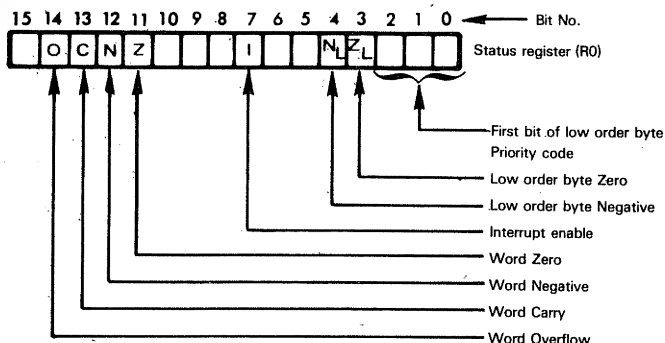 15 14 13 12 11 10 9 8 7 6 5 4 3 2 1 0 Bit No.
O C N Z I NL ZL Status register (R0)
First bit of low order byte
Priority code
Low order byte Zero
Low order byte Negative
Interrupt enable
Word Zero
Word Negative
Word Carry
Word Overflow